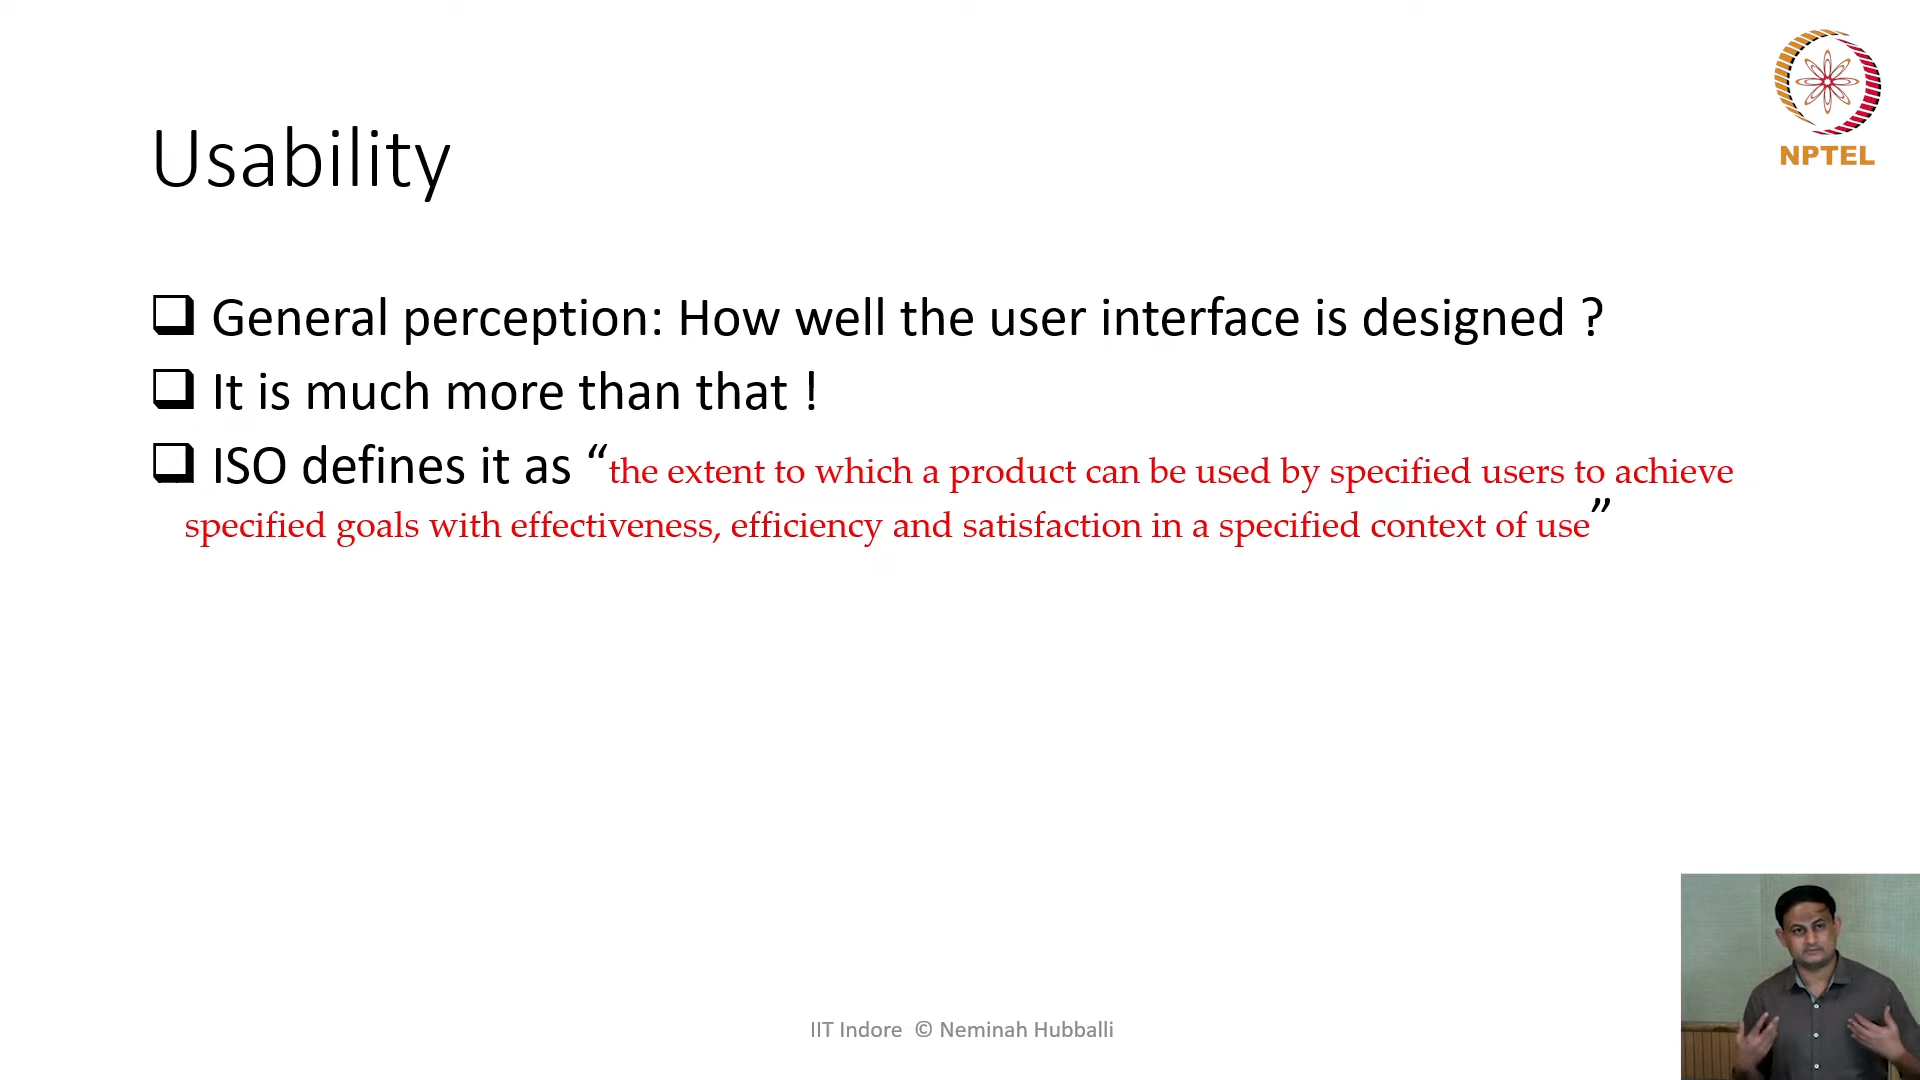 NPTEL
Usability
General perception: How well the user interface is designed ?
It is much more than that !
ISO defines it as “the extent to which a product can be used by specified users to achieve
specified goals with effectiveness, efficiency and satisfaction in a specified context of use”
IIT Indore © Neminah Hubballi